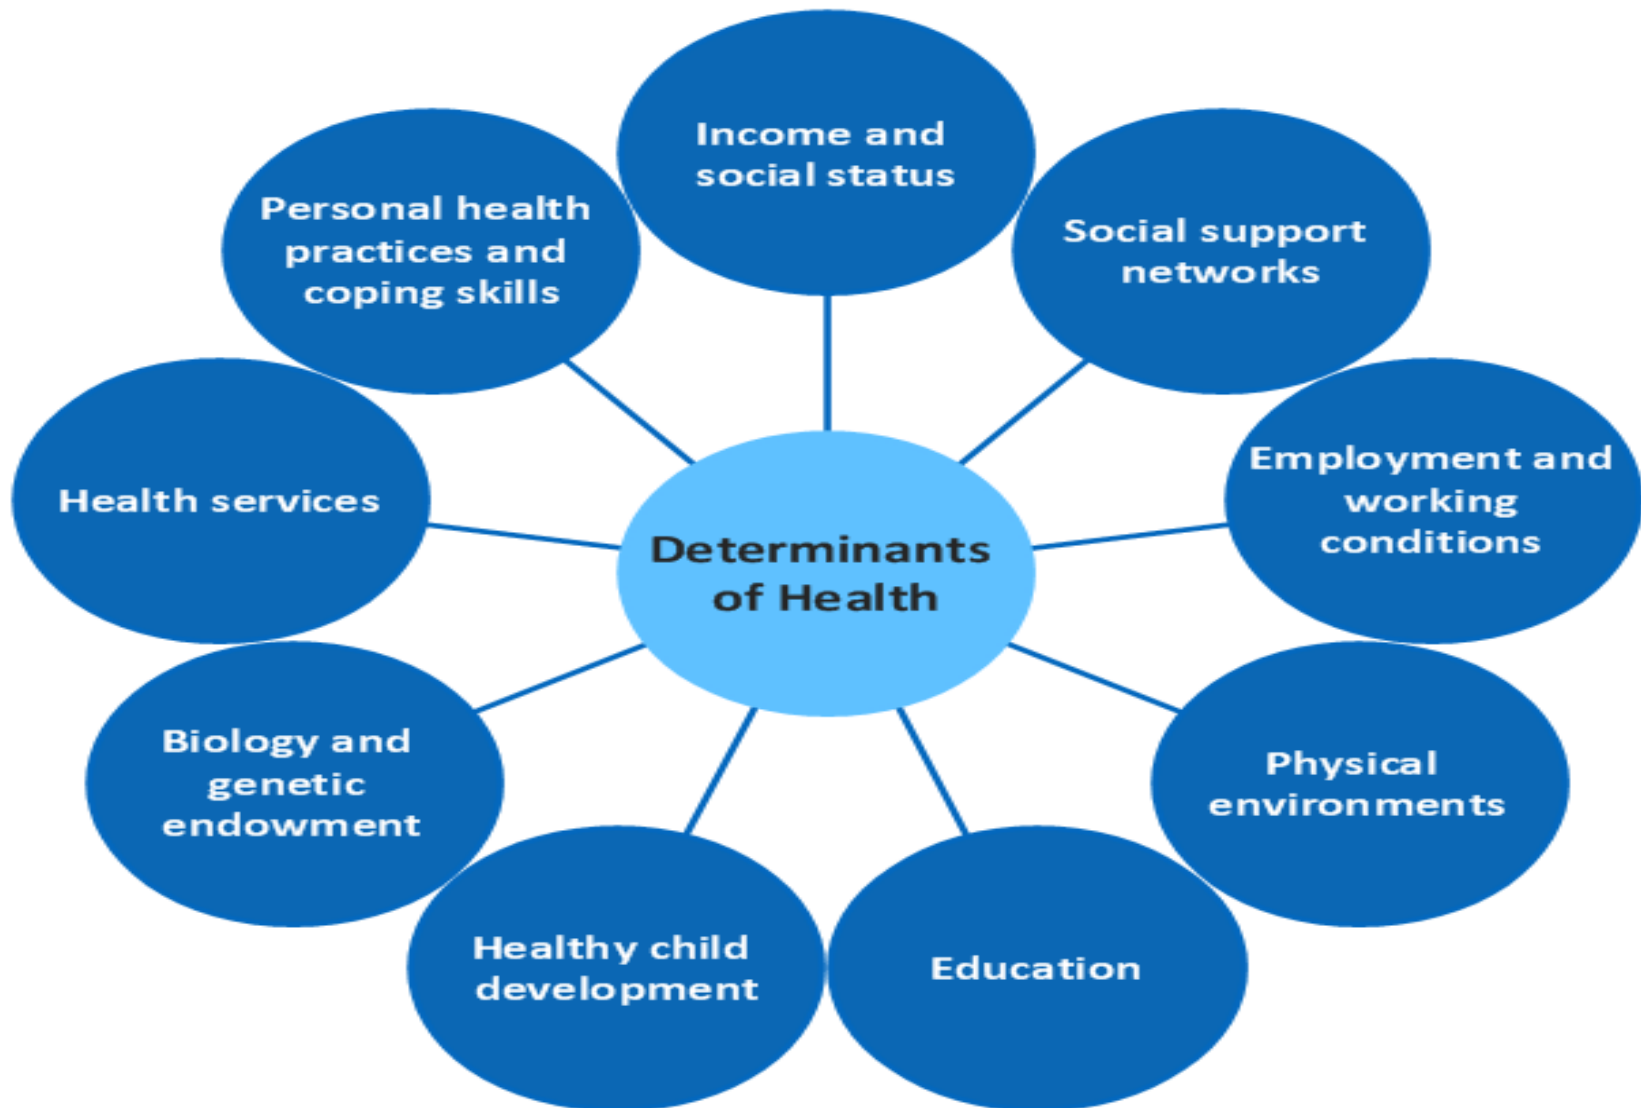 Income and
social status
Social support
networks
Employment and
working
conditions
Physical
environments
Education
Healthy child
development
Biology and
genetic
endowment
Health services
Personal health
practices and
coping skills
Determinants
of Health